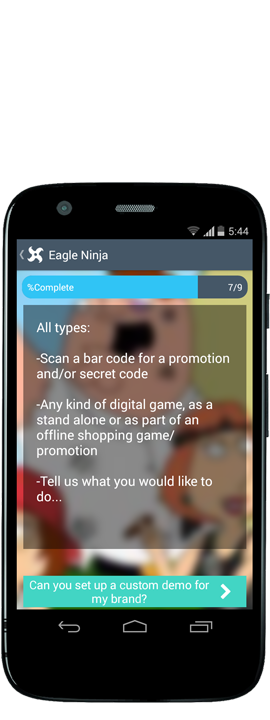 5:44
Eagle Ninja
%Complete 7/9
All types:
-Scan a bar code for a promotion
and/or secret code
-Any kind of digital game, as a
stand alone or as part of an
offline shopping game/
promotion
-Tell us what you would like to
do...
Can you set up a custom demo for
my brand?